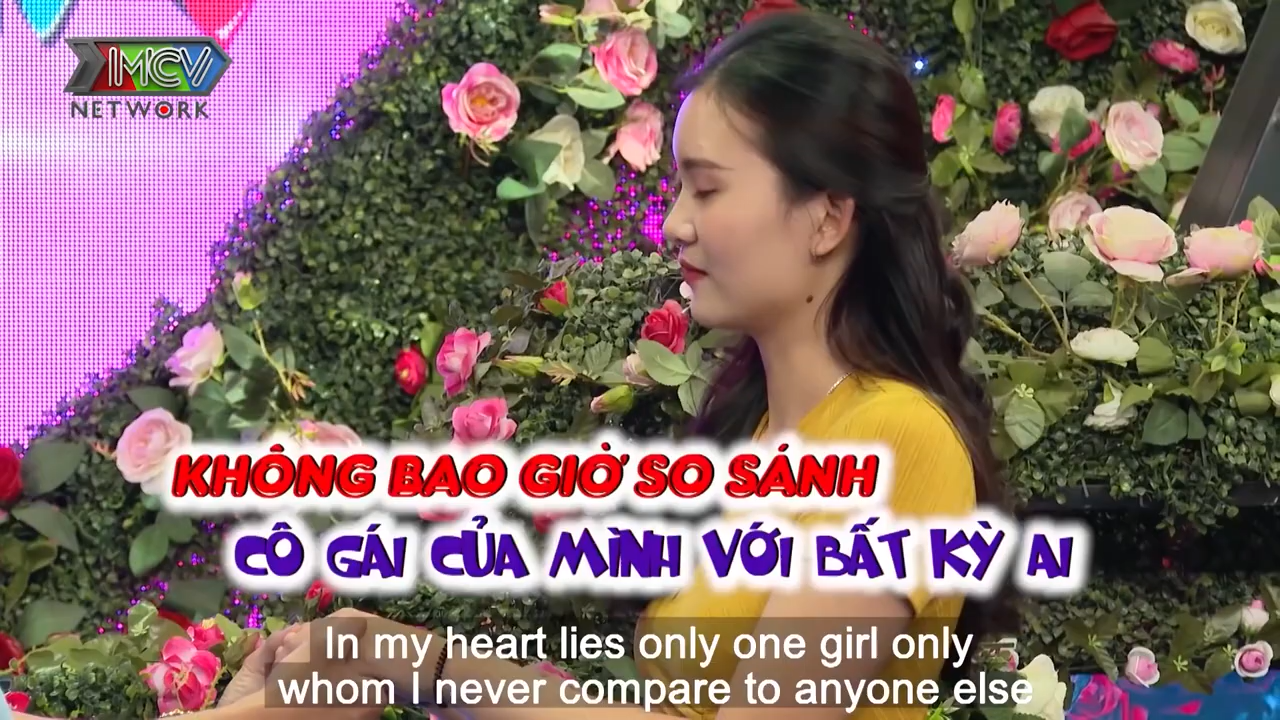 MCV
NETWORK
KHÔNG BAO GIỜ SO SÁNH
CÔ GÁI CỦA MÌNH VỚI BẤT KỲ AI
In my heart lies only one girl only
whom I never compare to anyone else